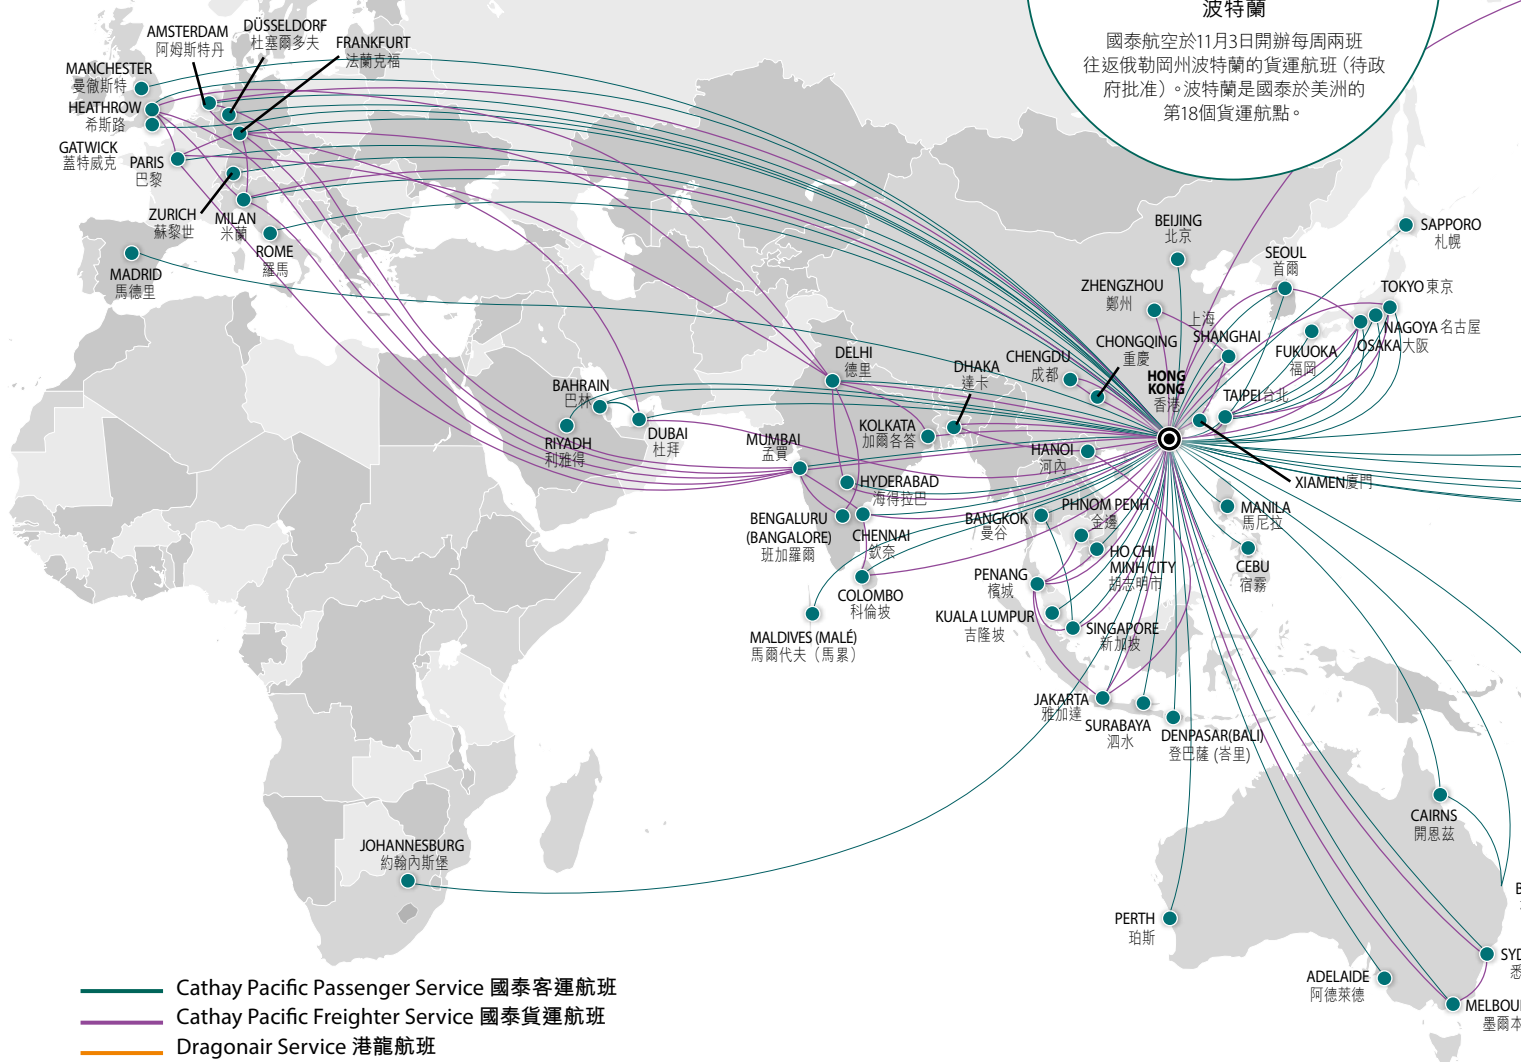 波特蘭
國泰航空於11月3日開辦每周兩班
往返俄勒岡州波特蘭的貨運航班（待政
府批准）。波特蘭是國泰於美洲的
第18個貨運航點。
AMSTERDAM
阿姆斯特丹
DÜSSELDORF
杜塞爾多夫
FRANKFURT
法蘭克福
MANCHESTER
曼徹斯特
HEATHROW
希斯路
GATWICK
蓋特威克
PARIS
巴黎
ZURICH
蘇黎世
MILAN
米蘭
ROME
羅馬
MADRID
馬德里
BEIJING
北京
SEOUL
首爾
SAPPORO
札幌
ZHENGZHOU
鄭州
TOKYO 東京
上海
SHANGHAI
NAGOYA 名古屋
OSAKA 大阪
FUKUOKA
福岡
CHONGQING
重慶
CHENGDU
成都
DHAKA
達卡
DELHI
德里
HONG
KONG
香港
TAIPEI 台北
BAHRAIN
巴林
RIYADH
利雅得
DUBAI
杜拜
MUMBAI
孟買
KOLKATA
加爾各答
HANOI
河內
XIAMEN 廈門
HYDERABAD
海得拉巴
BENGALURU
(BANGALORE)
班加羅爾
CHENNAI
欽奈
BANGKOK
曼谷
PHNOM PENH
金邊
MANILA
馬尼拉
HO CHI
MINH CITY
胡志明市
CEBU
宿霧
PENANG
檳城
COLOMBO
科倫坡
KUALA LUMPUR
吉隆坡
SINGAPORE
新加坡
MALDIVES (MALÉ)
馬爾代夫（馬累）
JAKARTA
雅加達
SURABAYA
泗水
DENPASAR(BALI)
登巴薩 (峇里)
CAIRNS
開恩茲
JOHANNESBURG
約翰內斯堡
B
PERTH
珀斯
SYD
悉
ADELAIDE
阿德萊德
MELBOU
墨爾本
Cathay Pacific Passenger Service 國泰客運航班
Cathay Pacific Freighter Service 國泰貨運航班
Dragonair Service 港龍航班